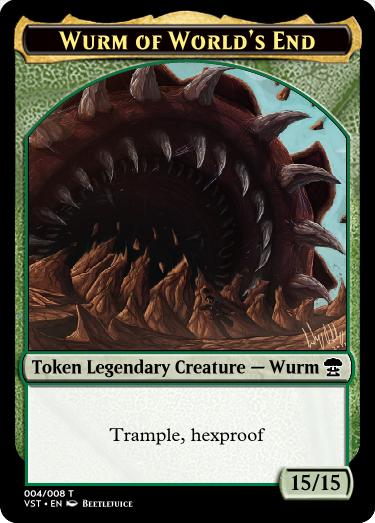 Wurm of World's End
Token Legendary Creature — Wurm
Trample, hexproof
15/15
004/008 T
VST • EN Beetlejuice